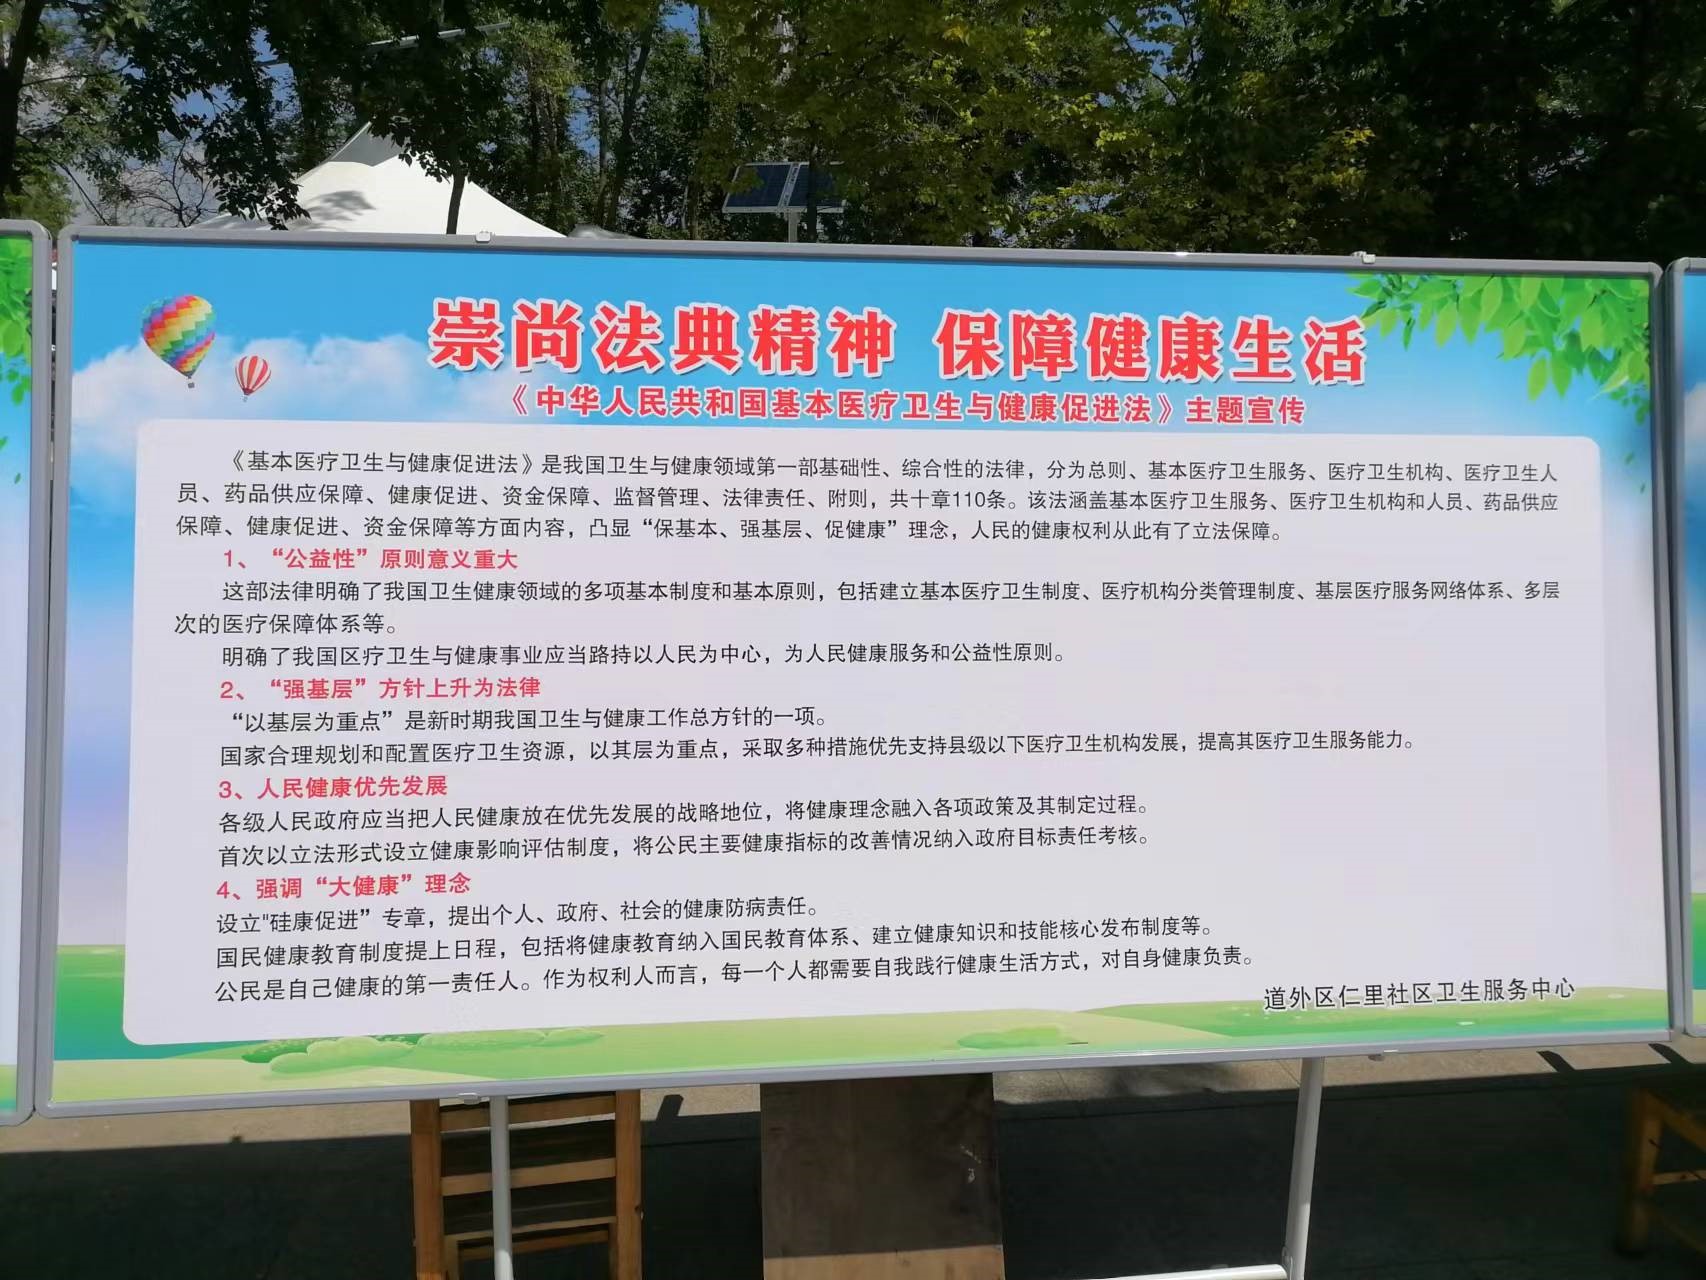 崇尚法典精神 保障健康生活
《中华人民共和国基本医疗卫生与健康促进法》主题宣传
《基本医疗卫生与健康促进法》是我国卫生与健康领域第一部基础性、综合性的法律，分为总则、基本医疗卫生服务、医疗卫生机构、医疗卫生人
员、药品供应保障、健康促进、资金保障、监督管理、法律责任、附则，共十章110条。该法涵盖基本医疗卫生服务、医疗卫生机构和人员、药品供应
保障、健康促进、资金保障等方面内容，凸显“保基本、强基层、促健康”理念，人民的健康权利从此有了立法保障。
1、“公益性”原则意义重大
这部法律明确了我国卫生健康领域的多项基本制度和基本原则，包括建立基本医疗卫生制度、医疗机构分类管理制度、基层医疗服务网络体系、多层
次的医疗保障体系等。
明确了我国区疗卫生与健康事业应当路持以人民为中心，为人民健康服务和公益性原则。
2、“强基层”方针上升为法律
“以基层为重点”是新时期我国卫生与健康工作总方针的一项。
国家合理规划和配置医疗卫生资源，以其层为重点，采取多种措施优先支持县级以下医疗卫生机构发展，提高其医疗卫生服务能力。
3、人民健康优先发展
各级人民政府应当把人民健康放在优先发展的战略地位，将健康理念融入各项政策及其制定过程。
首次以立法形式设立健康影响评估制度，将公民主要健康指标的改善情况纳入政府目标责任考核。
4、强调“大健康”理念
设立"硅康促进”专章，提出个人、政府、社会的健康防病责任。
国民健康教育制度提上日程，包括将健康教育纳入国民教育体系、建立健康知识和技能核心发布制度等。
公民是自己健康的第一责任人。作为权利人而言，每一个人都需要自我践行健康生活方式，对自身健康负责。
道外区仁里社区卫生服务中心